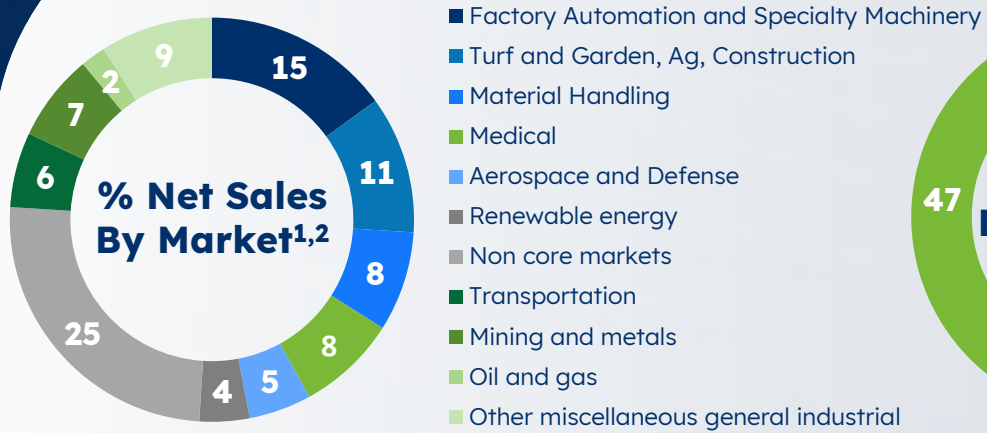 % Net Sales
By Market1,2
15
11
8
8
5
4
25
6
7
2
9
Factory Automation and Specialty Machinery
Turf and Garden, Ag, Construction
Material Handling
Medical
Aerospace and Defense
Renewable energy
Non core markets
Transportation
Mining and metals
Oil and gas
Other miscellaneous general industrial
47